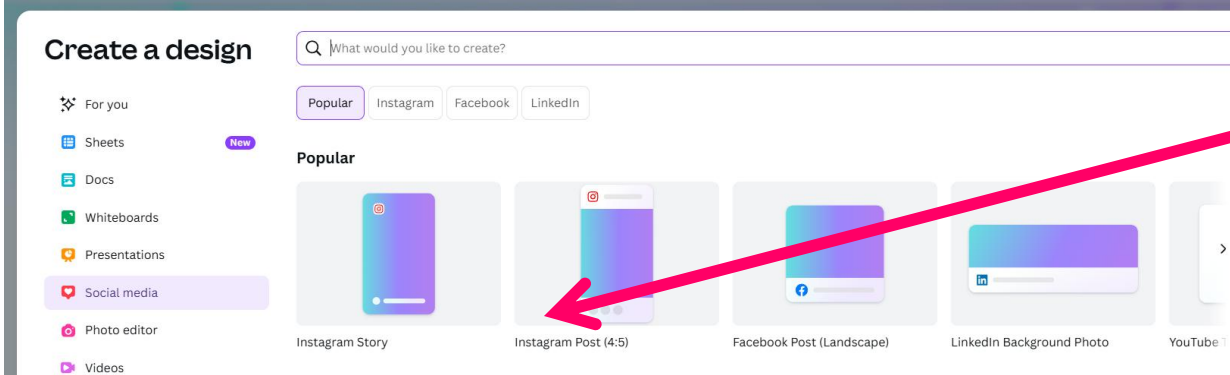 Create a design
What would you like to create?
For you
Sheets New
Docs
Whiteboards
Presentations
Social media
Photo editor
Videos
Popular Instagram Facebook LinkedIn
Popular
Instagram Story Instagram Post (4:5) Facebook Post (Landscape) LinkedIn Background Photo YouTube